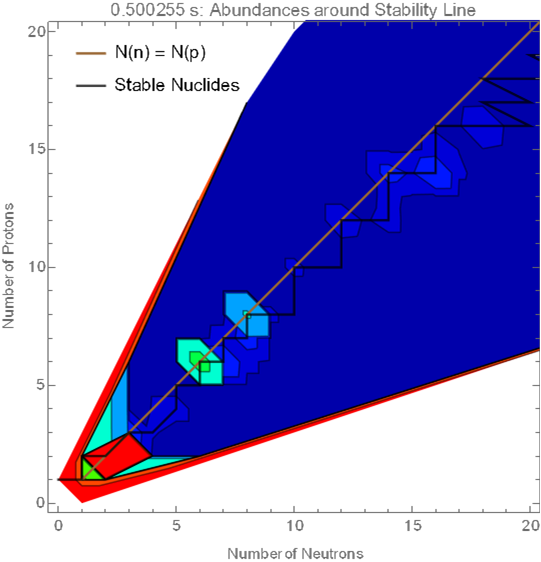 0.500255 s: Abundances around Stability Line
20
N(n) = N(p)
Stable Nuclides
15
Number of Protons
10
5
0
0 5 10 15 20
Number of Neutrons